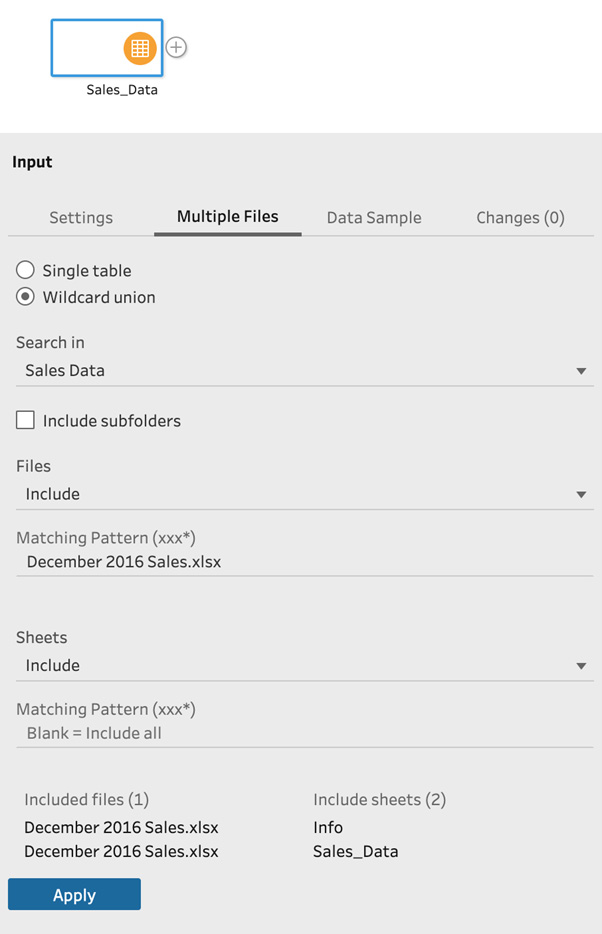 Sales_Data
Input
Settings Multiple Files Data Sample Changes (0)
Single table
Wildcard union
Search in
Sales Data
Include subfolders
Files
Include
Matching Pattern (xxx*)
December 2016 Sales.xlsx
Sheets
Include
Matching Pattern (xxx*)
Blank = Include all
Included files (1) Include sheets (2)
December 2016 Sales.xlsx Info
December 2016 Sales.xlsx Sales_Data
Apply